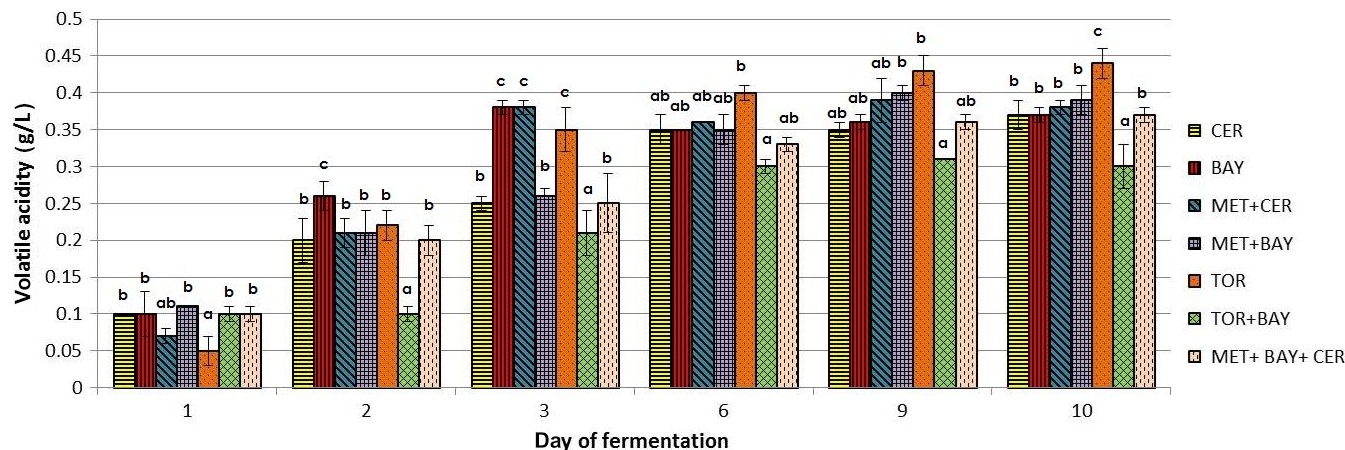 Volatile acidity (g/L)
0.5
0.45
0.4
0.35
0.3
0.25
0.2
0.15
0.1
0.05
0
b b ab b a b b
b c b b b a b
b c c b c a b
ab ab ab ab b a ab
ab ab ab b b a ab
b b b b c a b
1 2 3 6 9 10
Day of fermentation
CER
BAY
MET+CER
MET+BAY
TOR
TOR+BAY
MET+ BAY+ CER